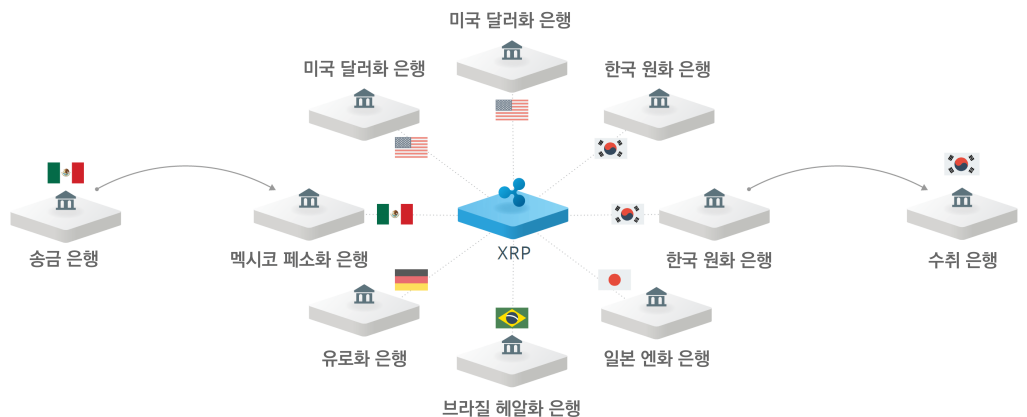 미국 달러화 은행
미국 달러화 은행
한국 원화 은행
송금 은행
멕시코 페소화 은행
XRP
한국 원화 은행
수취 은행
유로화 은행
일본 엔화 은행
브라질 헤알화 은행